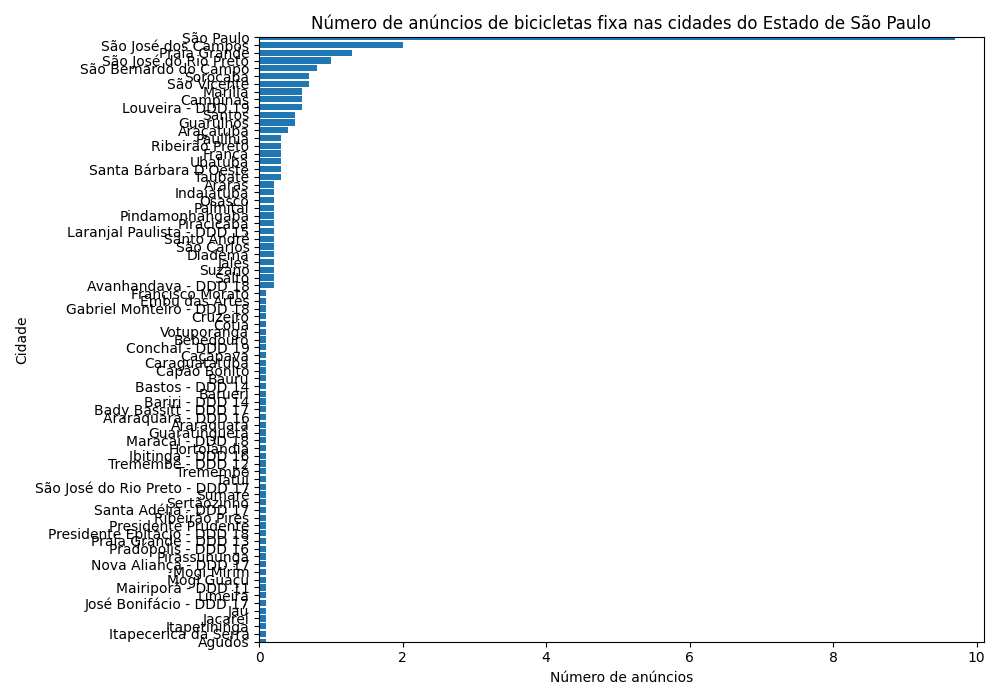 Número de anúncios de bicicletas fixa nas cidades do Estado de São Paulo
São Paulo
São José dos Campos
Praia Grande
São José do Rio Preto
São Bernardo do Campo
Sorocaba
São Vicente
Marília
Campinas
Louveira - DDD 19
Santos
Guarulhos
Araçatuba
Paulínia
Ribeirão Preto
Franca
Ubatuba
Santa Bárbara D'Oeste
Taubaté
Araras
Indaiatuba
Osasco
Palmital
Pindamonhangaba
Piracicaba
Laranjal Paulista - DDD 15
Santo André
São Carlos
Diadema
Jales
Suzano
Salto
Avanhandava - DDD 18
Francisco Morato
Embu das Artes
Gabriel Monteiro - DDD 18
Cruzeiro
Cotia
Votuporanga
Bebedouro
Conchal - DDD 19
Caçapava
Caraguatatuba
Capão Bonito
Bauru
Bastos - DDD 14
Barueri
Bariri - DDD 14
Bady Bassitt - DDD 17
Araraquara - DDD 16
Araraquara
Guaratinguetá
Maracaí - DDD 18
Hortolândia
Ibitinga - DDD 16
Tremembé - DDD 12
Tremembé
Tatuí
São José do Rio Preto - DDD 17
Sumaré
Sertãozinho
Santa Adélia - DDD 17
Ribeirão Pires
Presidente Prudente
Presidente Epitácio - DDD 18
Praia Grande - DDD 13
Pradópolis - DDD 16
Pirassununga
Nova Aliança - DDD 17
Mogi Mirim
Mogi Guaçu
Mairiporã - DDD 11
Limeira
José Bonifácio - DDD 17
Jaú
Jacareí
Itapetininga
Itapecerica da Serra
Agudos
Cidade
0 2 4 6 8 10
Número de anúncios